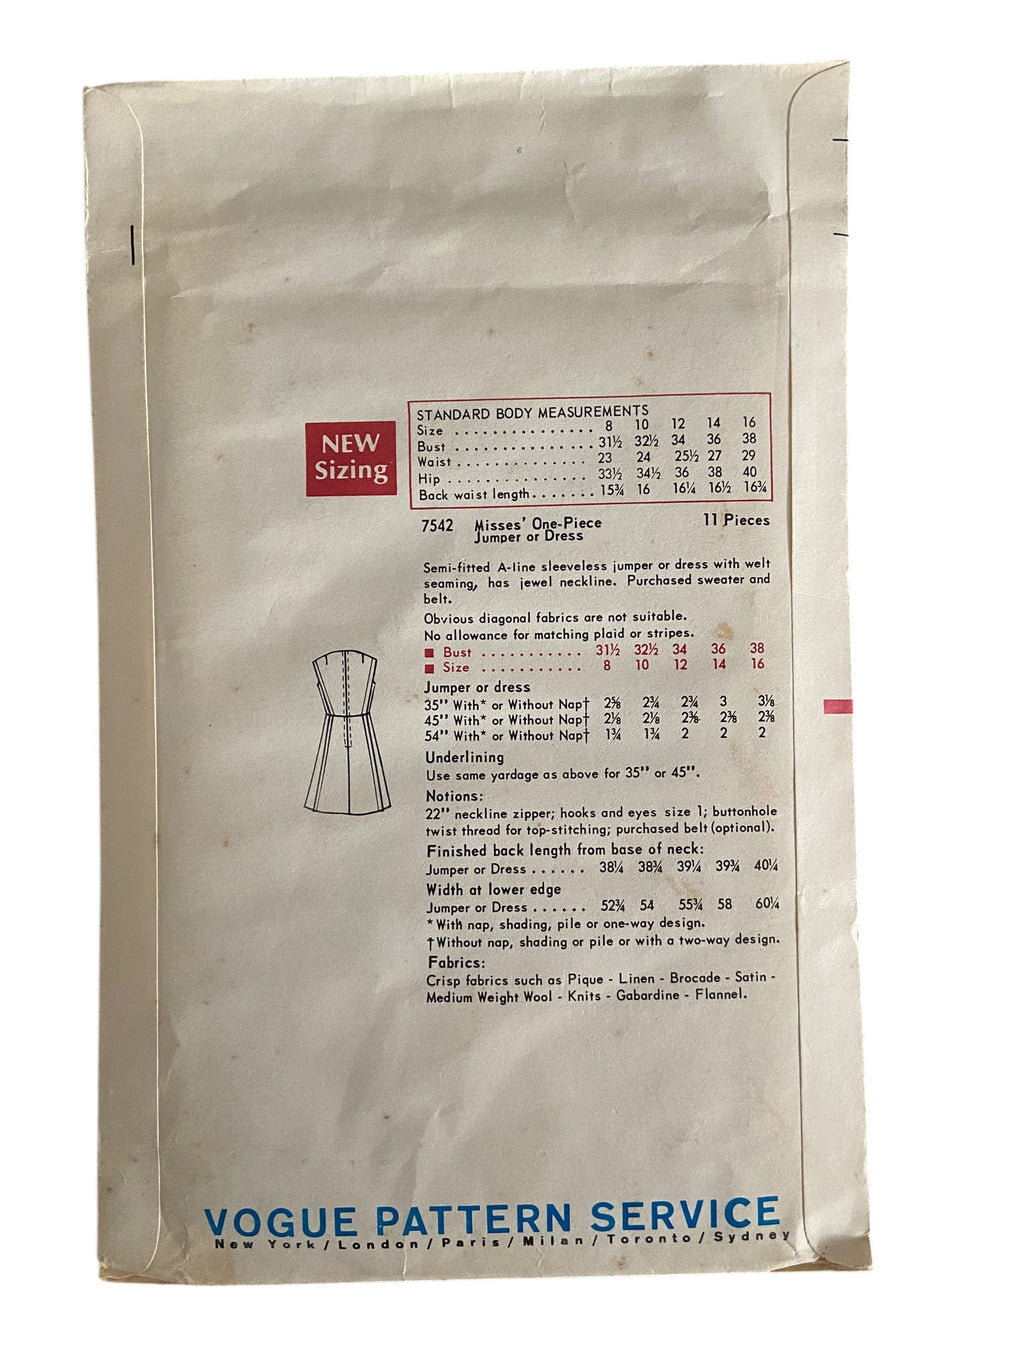 NEW
Sizing
STANDARD BODY MEASUREMENTS
Size . . . . . . . . . . . . . . . 8 10 12 14 16
Bust . . . . . . . . . . . . . . . 31½ 32½ 34 36 38
Waist . . . . . . . . . . . . . . 23 24 25½ 27 29
Hip . . . . . . . . . . . . . . . 33½ 34½ 36 38 40
Back waist length . . . . . . . 15¾ 16 16¼ 16½ 16¾
7542 Misses' One-Piece 11 Pieces
Jumper or Dress
Semi-fitted A-line sleeveless jumper or dress with welt
seaming, has jewel neckline. Purchased sweater and
belt.
Obvious diagonal fabrics are not suitable.
No allowance for matching plaid or stripes.
■ Bust . . . . . . . . . . . 31½ 32½ 34 36 38
■ Size . . . . . . . . . . . 8 10 12 14 16
Jumper or dress
35" With* or Without Nap† 2⅝ 2¾ 2¾ 3 3⅛
45" With* or Without Nap† 2⅛ 2⅛ 2⅜ 2⅜ 2⅜
54" With* or Without Nap† 1¾ 1¾ 2 2 2
Underlining
Use same yardage as above for 35" or 45".
Notions:
22" neckline zipper; hooks and eyes size 1; buttonhole
twist thread for top-stitching; purchased belt (optional).
Finished back length from base of neck:
Jumper or Dress . . . . . . 38¼ 38¾ 39¼ 39¾ 40¼
Width at lower edge
Jumper or Dress . . . . . . 52¾ 54 55¾ 58 60¼
*With nap, shading, pile or one-way design.
†Without nap, shading or pile or with a two-way design.
Fabrics:
Crisp fabrics such as Pique - Linen - Brocade - Satin -
Medium Weight Wool - Knits - Gabardine - Flannel.
VOGUE PATTERN SERVICE
New York/London/Paris/Milan/Toronto/Sydney